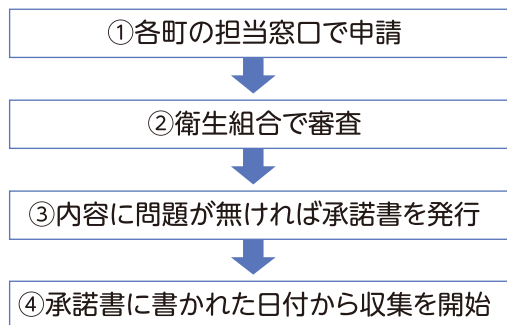 ①各町の担当窓口で申請
②衛生組合で審査
③内容に問題が無ければ承諾書を発行
④承諾書に書かれた日付から収集を開始